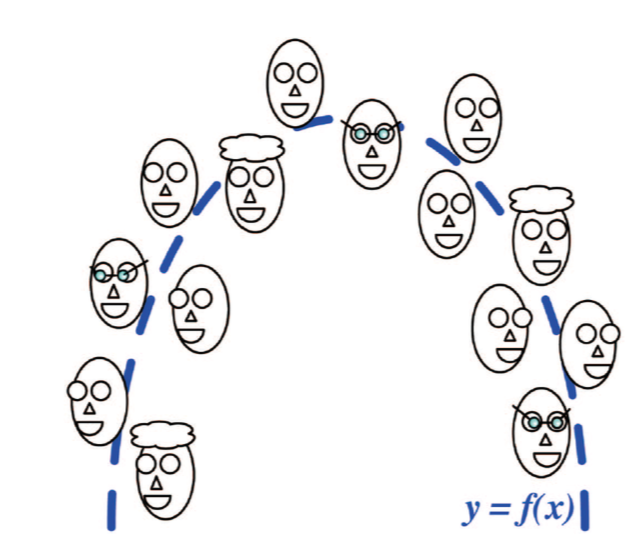 y = f(x)